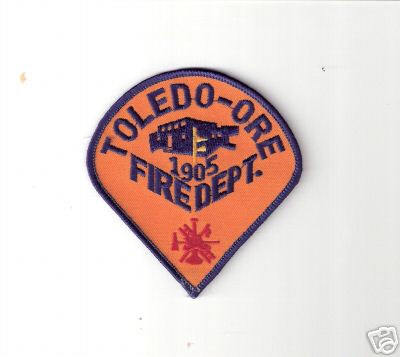 TOLEDO-ORE
1905
FIRE DEPT.